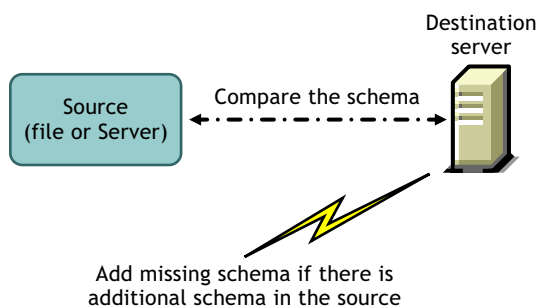 Destination
server
Source
(file or Server)
Compare the schema
Add missing schema if there is
additional schema in the source